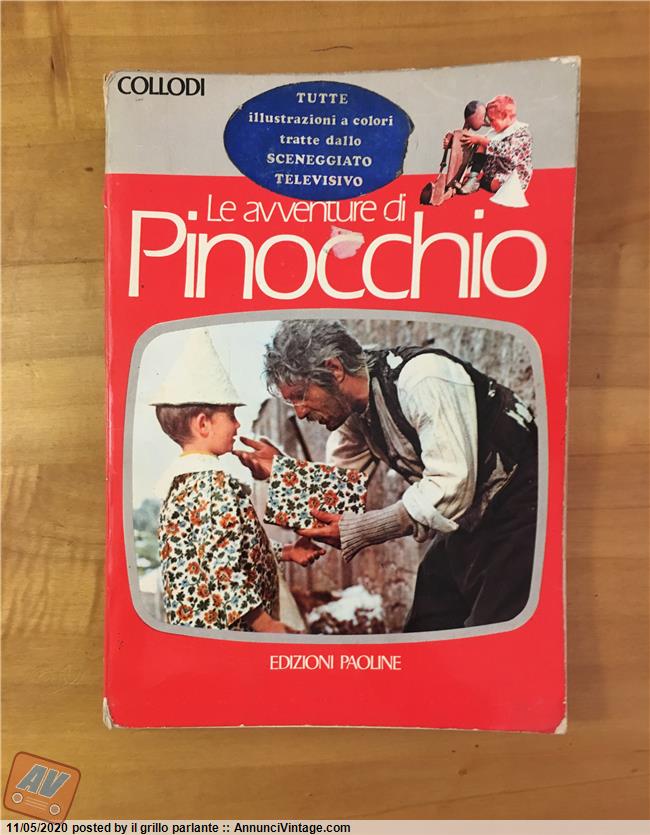 COLLODI
TUTTE
illustrazioni a colori
tratte dallo
SCENEGGIATO
TELEVISIVO
Le avventure di
Pinocchio
EDIZIONI PAOLINE
AV
11/05/2020 posted by il grillo parlante :: AnnunciVintage.com